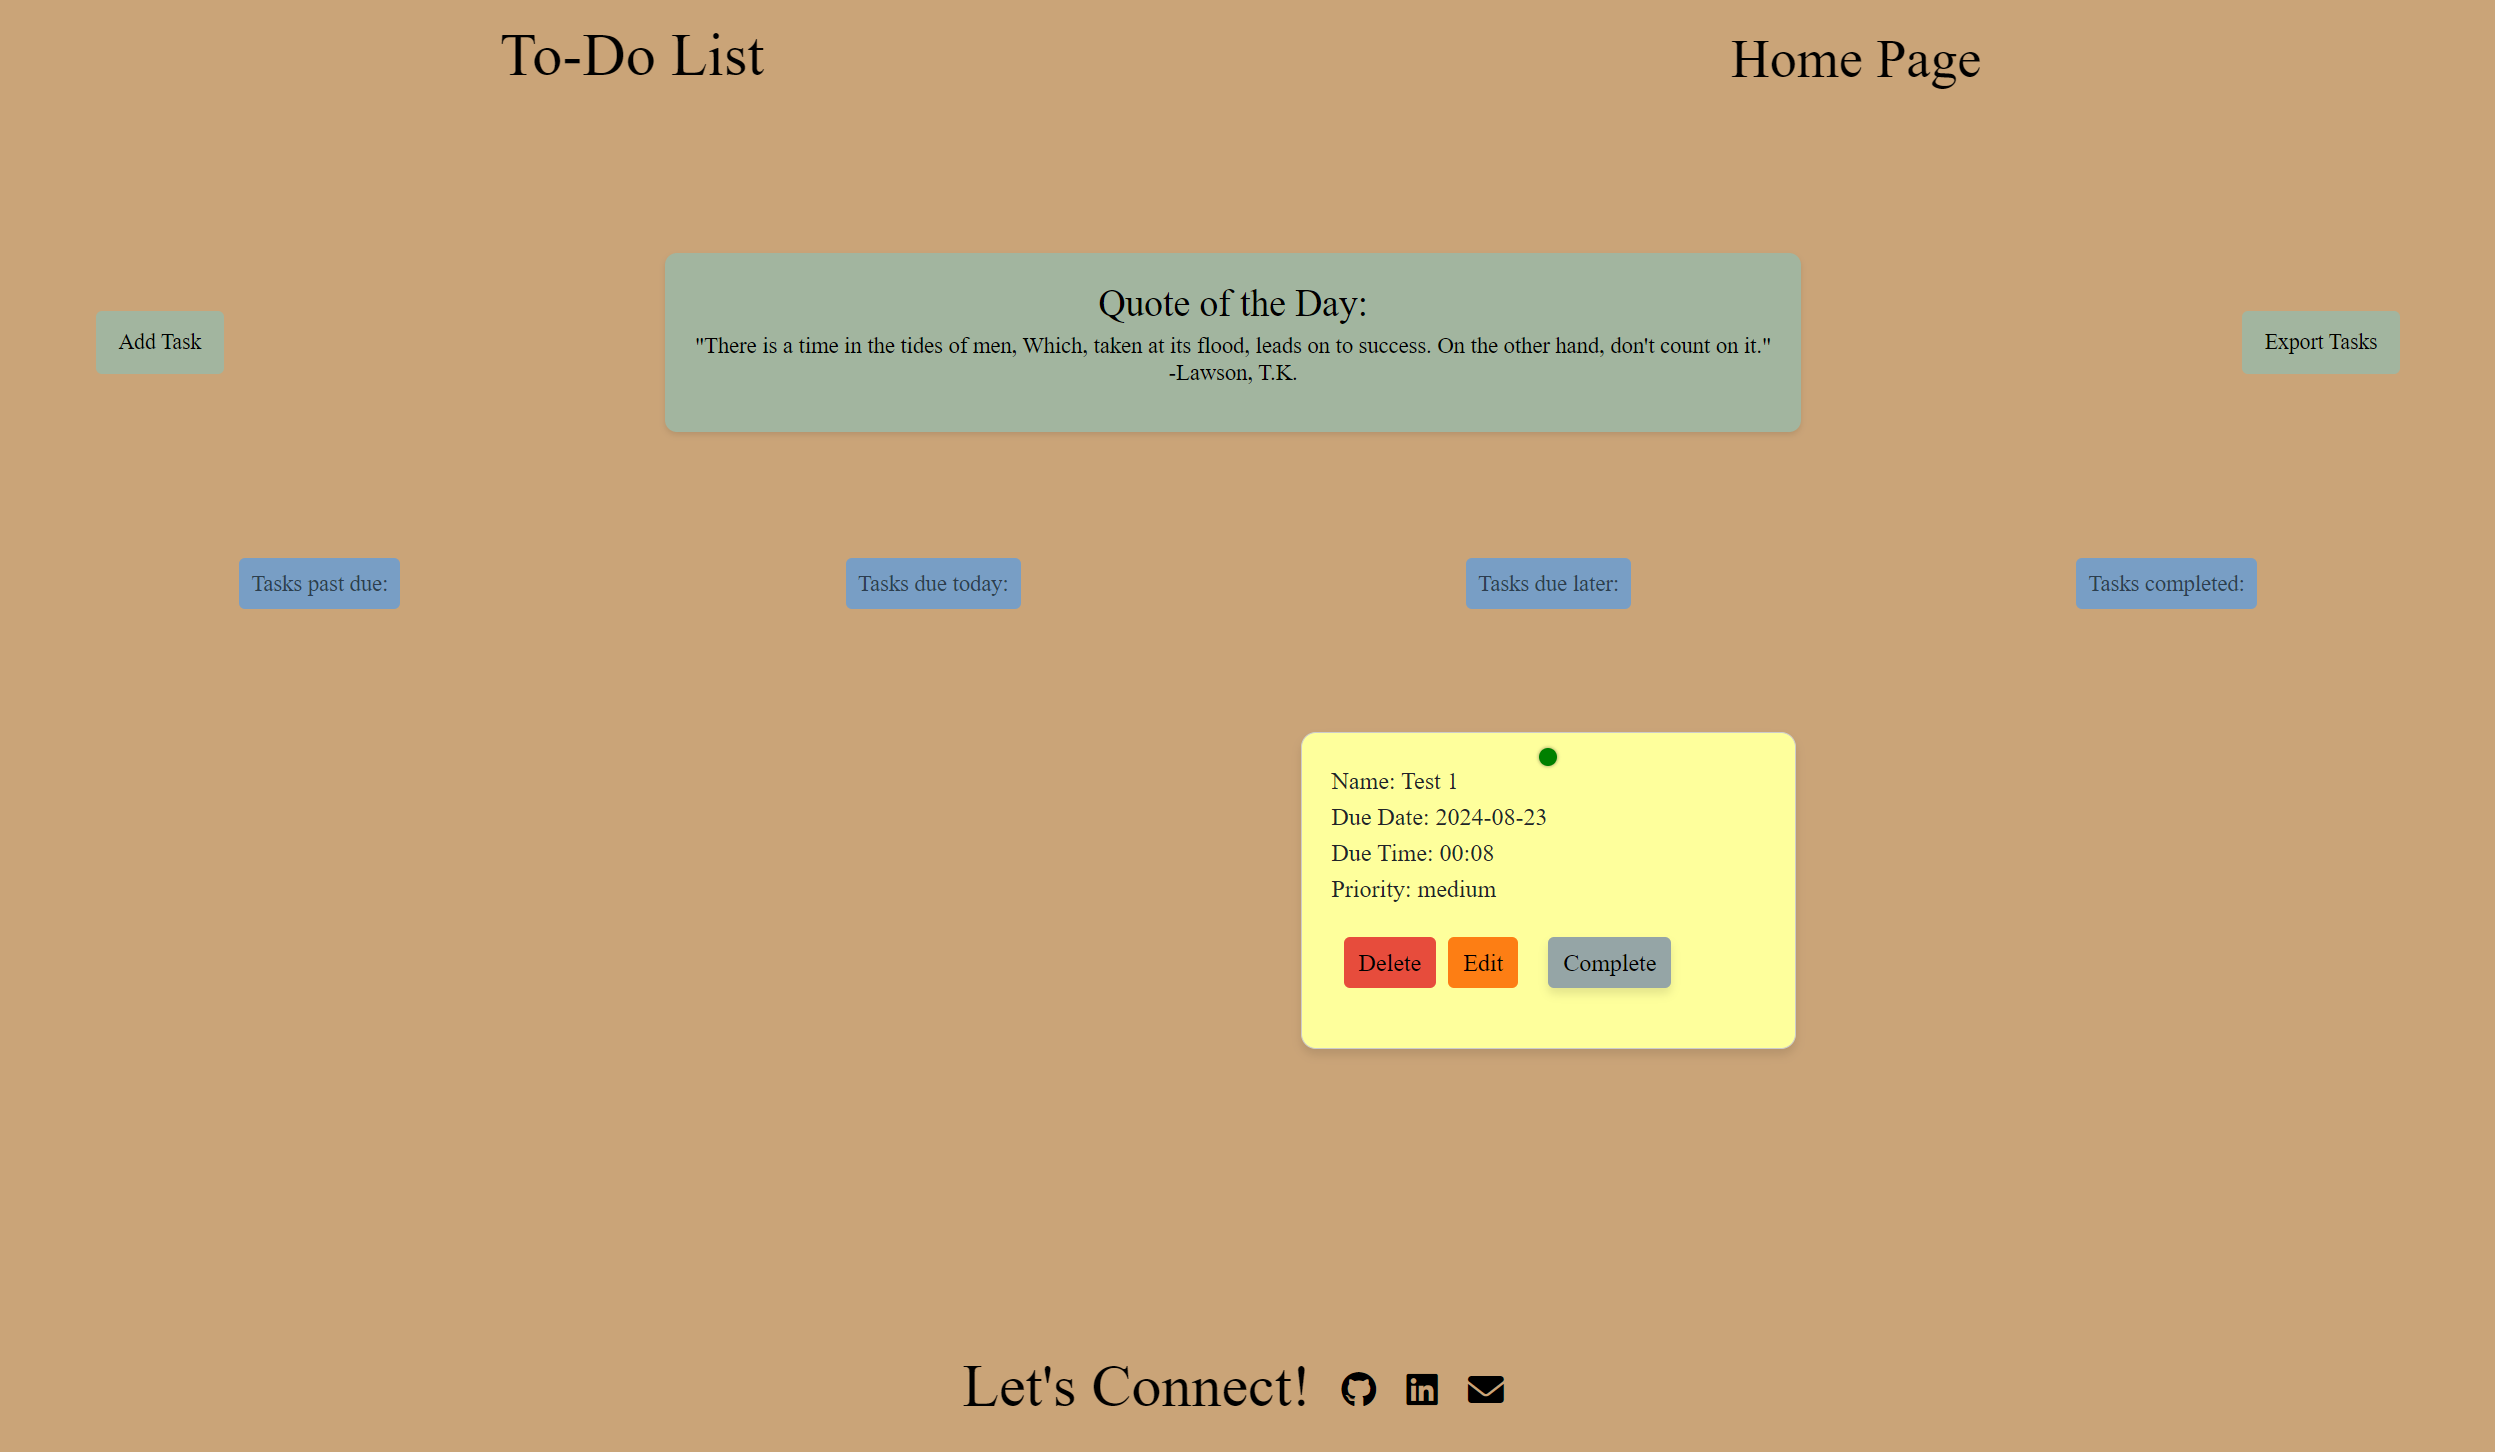 To-Do List
Home Page
Add Task
Quote of the Day:
"There is a time in the tides of men, Which, taken at its flood, leads on to success. On the other hand, don't count on it."
-Lawson, T.K.
Export Tasks
Tasks past due:
Tasks due today:
Tasks due later:
Tasks completed:
Name: Test 1
Due Date: 2024-08-23
Due Time: 00:08
Priority: medium
Delete
Edit
Complete
Let's Connect!
in